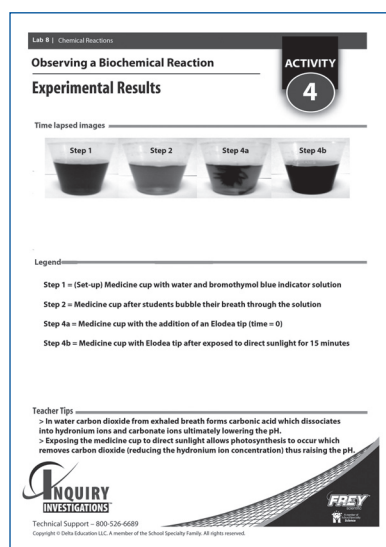 Lab 8 | Chemical Reactions
Observing a Biochemical Reaction
ACTIVITY
4
Experimental Results
Time lapsed images
Step 1
Step 2
Step 4a
Step 4b
Legend
Step 1 = (Set-up) Medicine cup with water and bromothymol blue indicator solution
Step 2 = Medicine cup after students bubble their breath through the solution
Step 4a = Medicine cup with the addition of an Elodea tip (time = 0)
Step 4b = Medicine cup with Elodea tip after exposed to direct sunlight for 15 minutes
Teacher Tips
> In water carbon dioxide from exhaled breath forms carbonic acid which dissociates
into hydronium ions and carbonate ions ultimately lowering the pH.
> Exposing the medicine cup to direct sunlight allows photosynthesis to occur which
removes carbon dioxide (reducing the hydronium ion concentration) thus raising the pH.
INQUIRY
INVESTIGATIONS
FREY
SCIENTIFIC
Technical Support – 800-526-6689
Copyright © Delta Education LLC. A member of the School Specialty Family. All rights reserved.